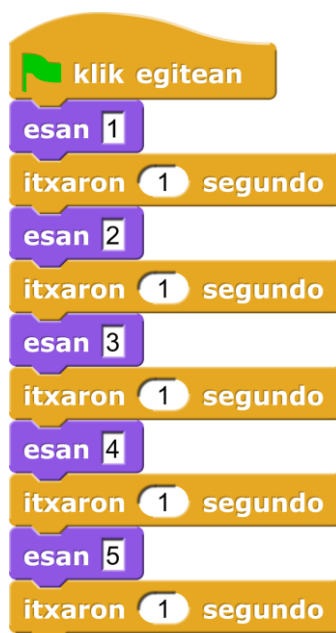 klik egitean
esan 1
itxaron 1 segundo
esan 2
itxaron 1 segundo
esan 3
itxaron 1 segundo
esan 4
itxaron 1 segundo
esan 5
itxaron 1 segundo